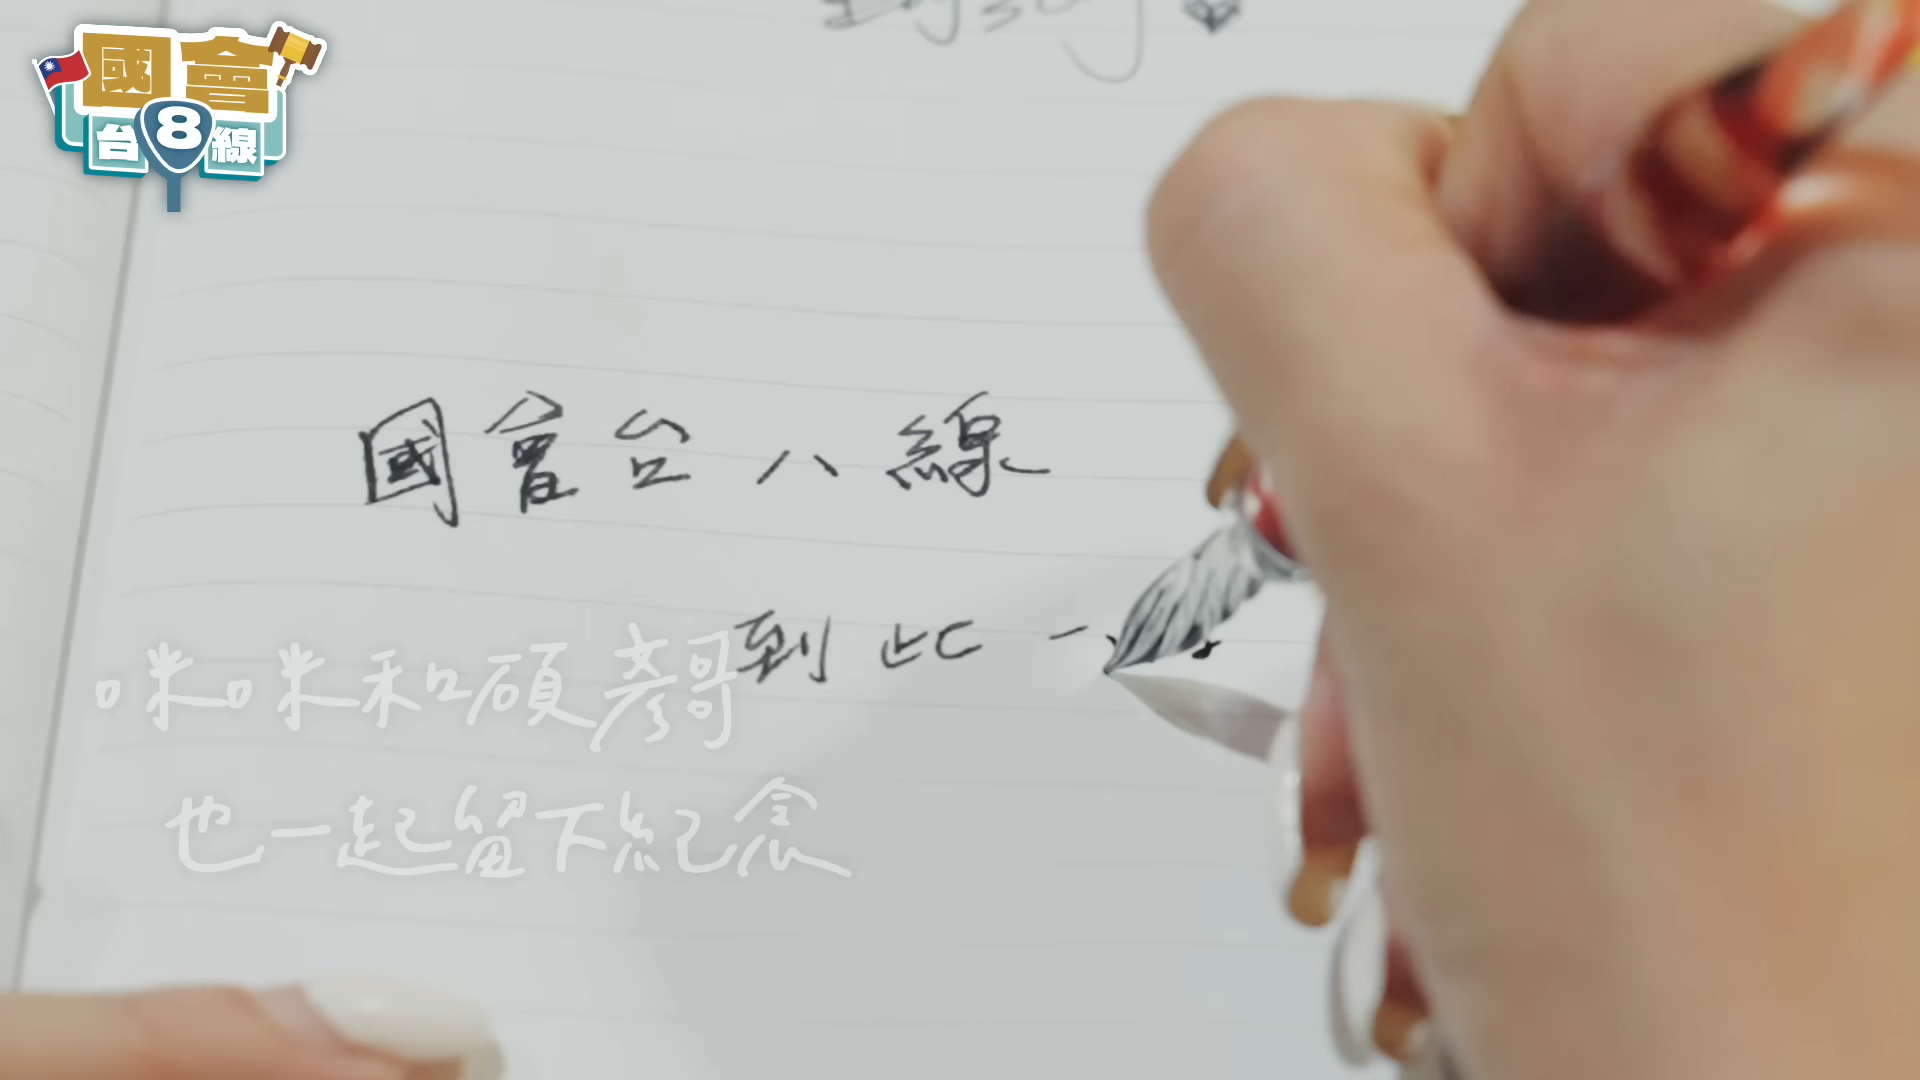 國會
台8線
國會台八線
到此一
咪咪和碩彥哥
也一起留下紀念